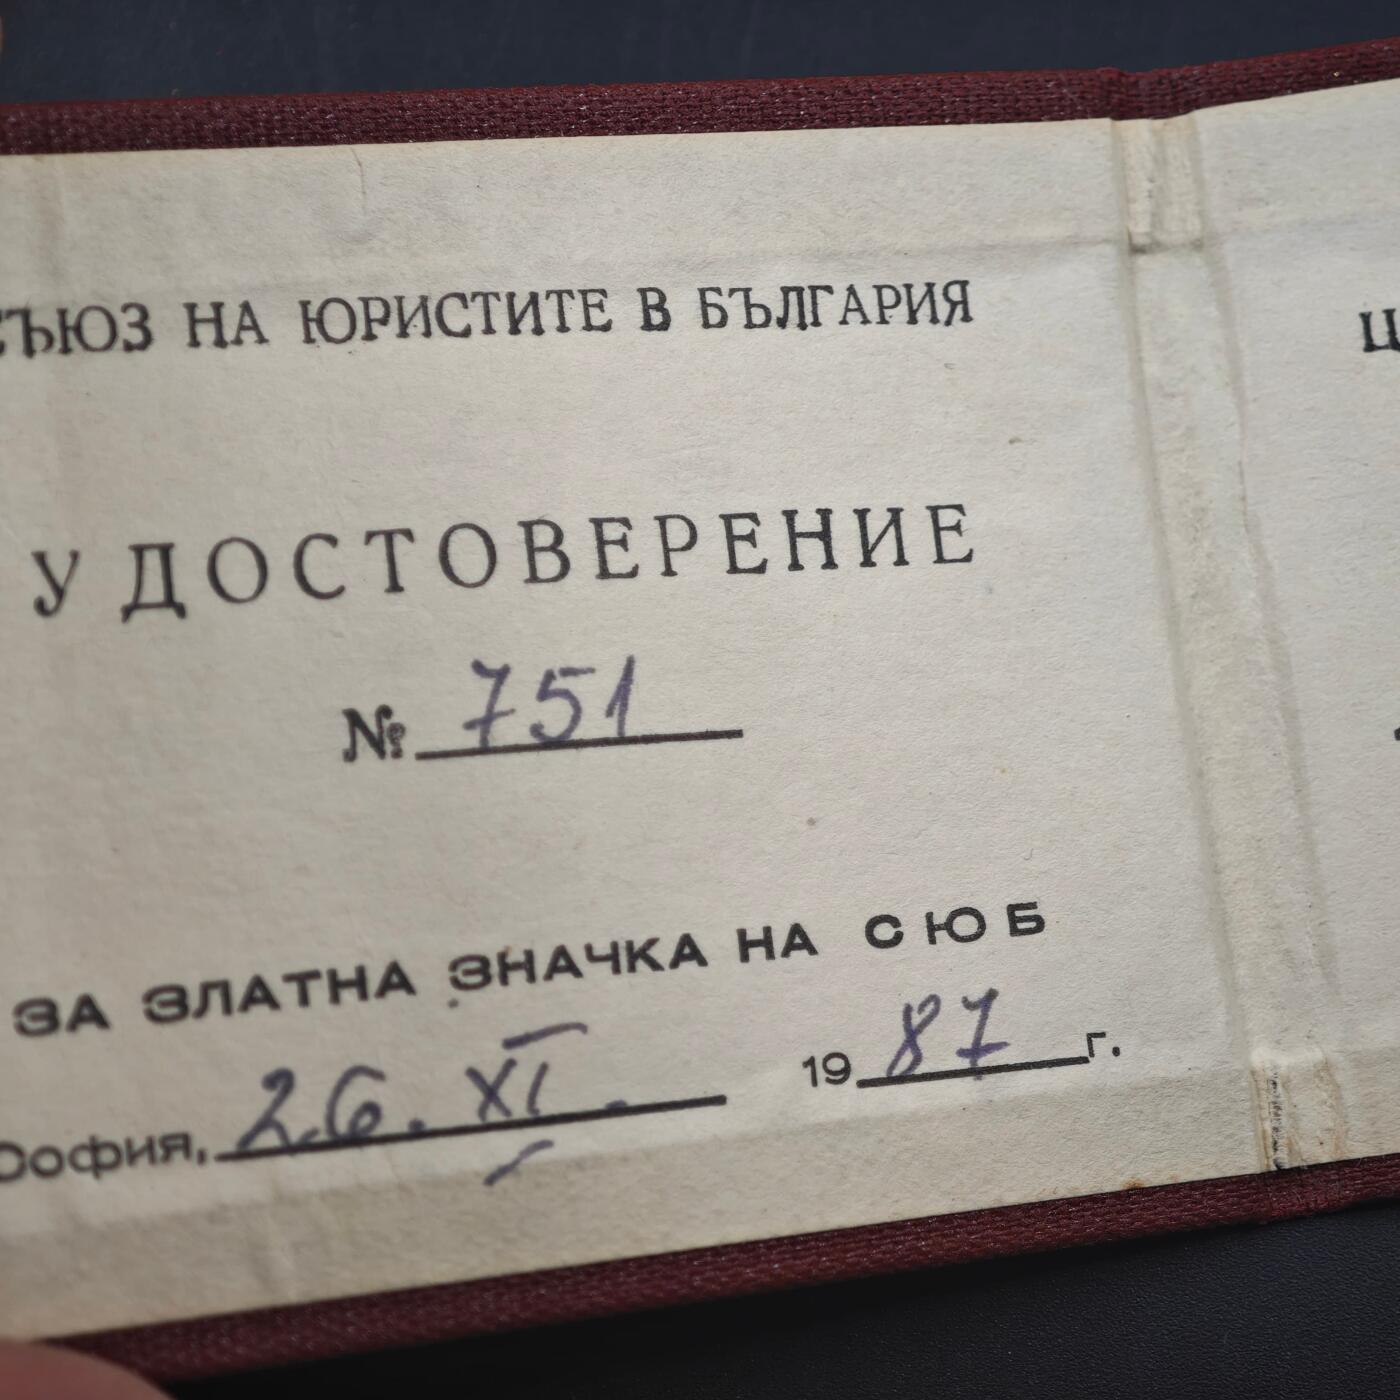 СЪЮЗ НА ЮРИСТИТЕ В БЪЛГАРИЯ
УДОСТОВЕРЕНИЕ
№ 751
ЗА ЗЛАТНА ЗНАЧКА НА СЮБ
София, 26. XI. 1987 г.
Ц